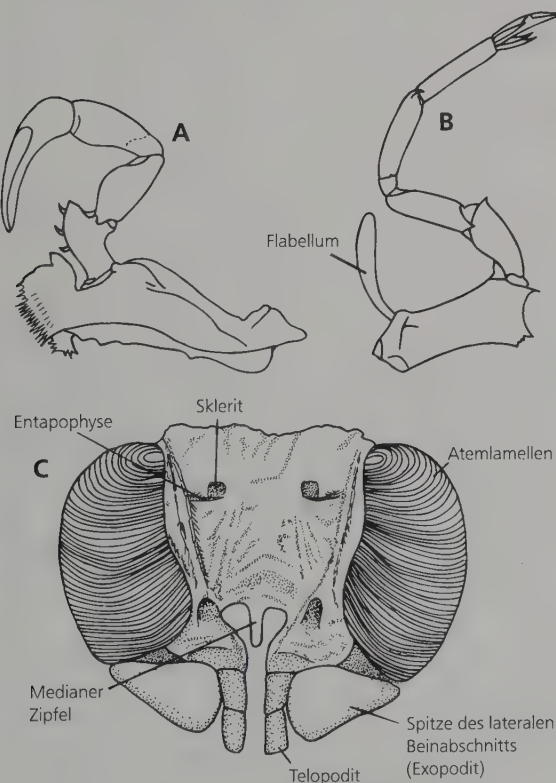 A
B
Flabellum
Sklerit
Entapophyse
C
Atemlamellen
Medianer
Zipfel
Spitze des lateralen
Beinabschnitts
(Exopodit)
Telopodit